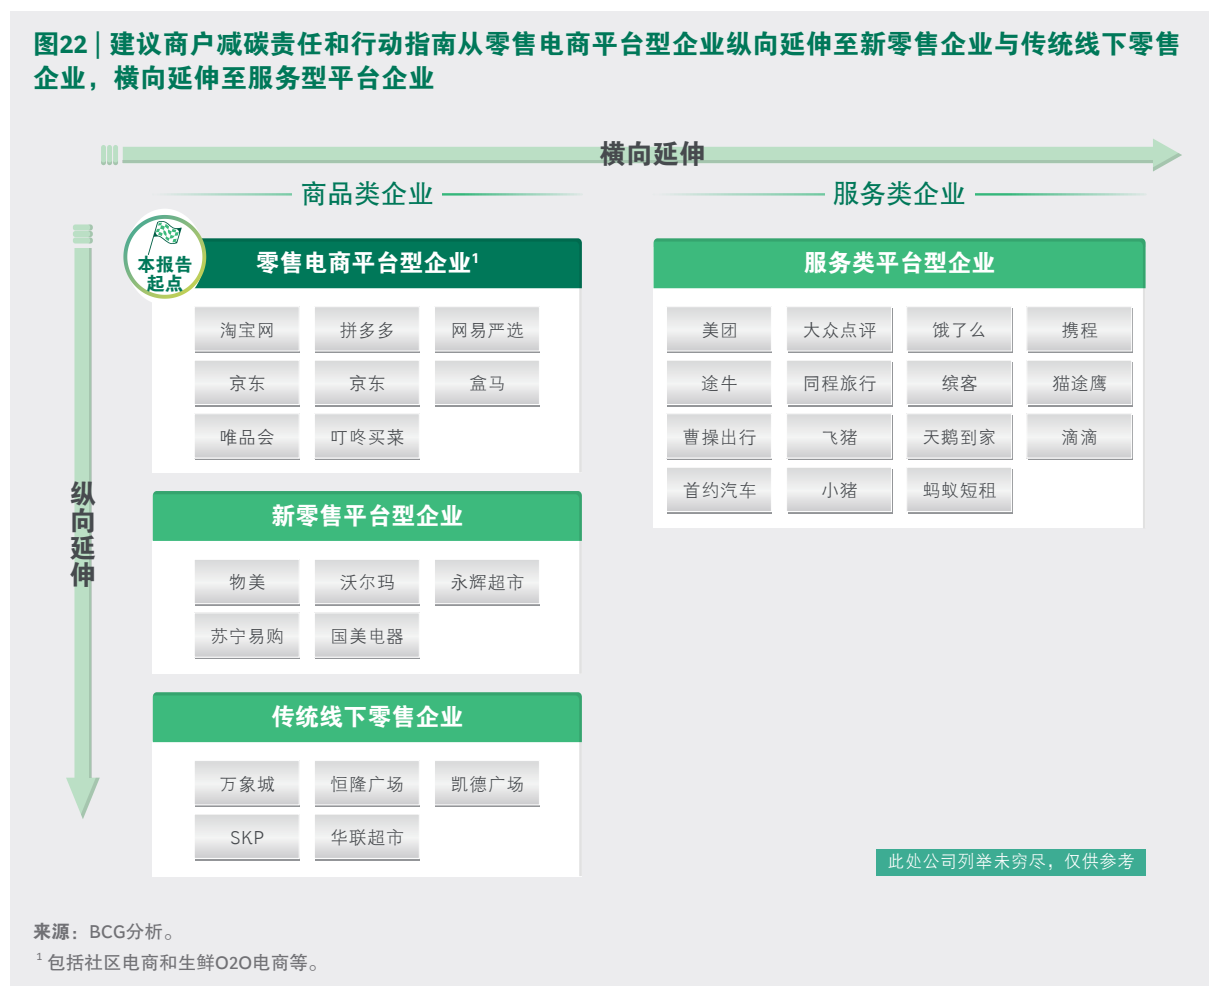 图22 | 建议商户减碳责任和行动指南从零售电商平台型企业纵向延伸至新零售企业与传统线下零售
企业，横向延伸至服务型平台企业
横向延伸
商品类企业
服务类企业
纵向延伸
本报告
起点
零售电商平台型企业1
淘宝网 拼多多 网易严选
京东 京东 盒马
唯品会 叮咚买菜
新零售平台型企业
物美 沃尔玛 永辉超市
苏宁易购 国美电器
传统线下零售企业
万象城 恒隆广场 凯德广场
SKP 华联超市
服务类平台型企业
美团 大众点评 饿了么 携程
途牛 同程旅行 缤客 猫途鹰
曹操出行 飞猪 天鹅到家 滴滴
首约汽车 小猪 蚂蚁短租
此处公司列举未穷尽，仅供参考
来源：BCG分析。
1 包括社区电商和生鲜O2O电商等。